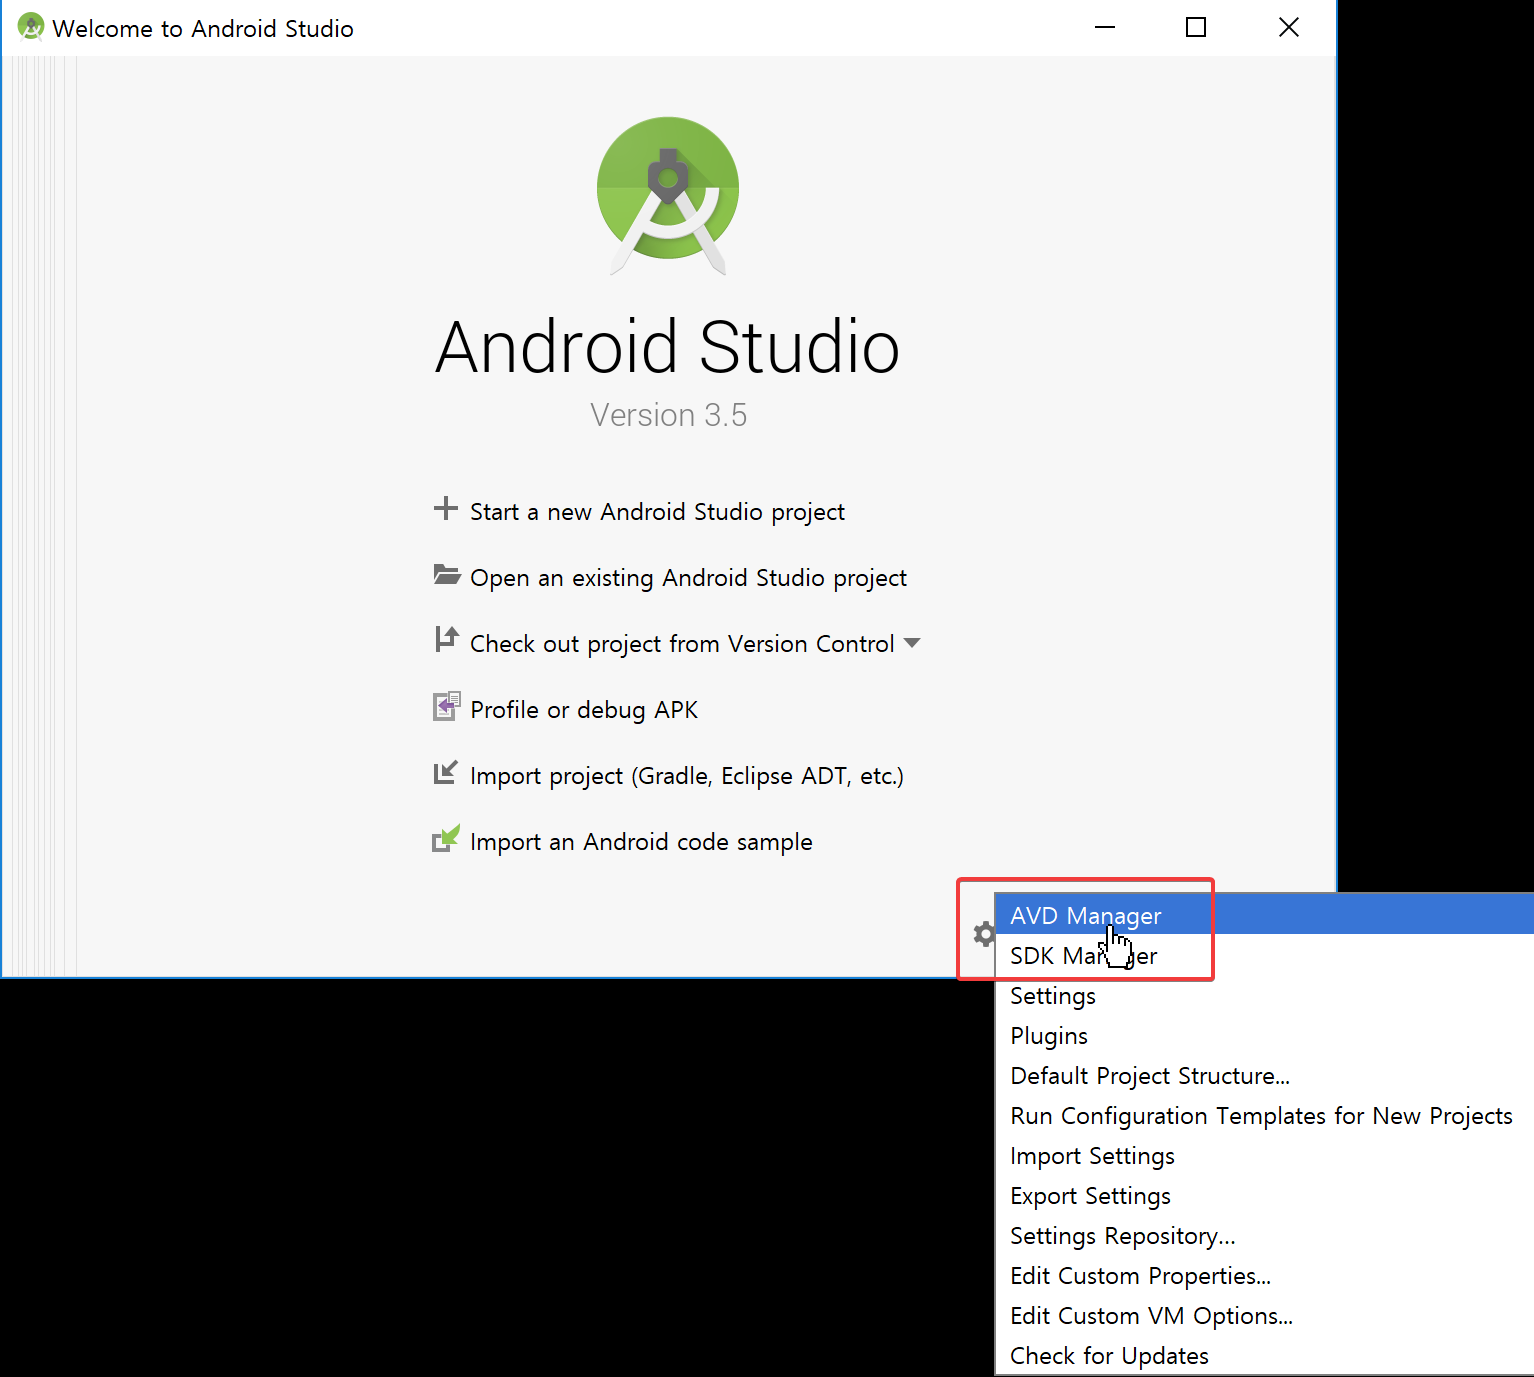 Welcome to Android Studio
Android Studio
Version 3.5
Start a new Android Studio project
Open an existing Android Studio project
Check out project from Version Control
Profile or debug APK
Import project (Gradle, Eclipse ADT, etc.)
Import an Android code sample
AVD Manager
SDK Manager
Settings
Plugins
Default Project Structure...
Run Configuration Templates for New Projects
Import Settings
Export Settings
Settings Repository...
Edit Custom Properties...
Edit Custom VM Options...
Check for Updates